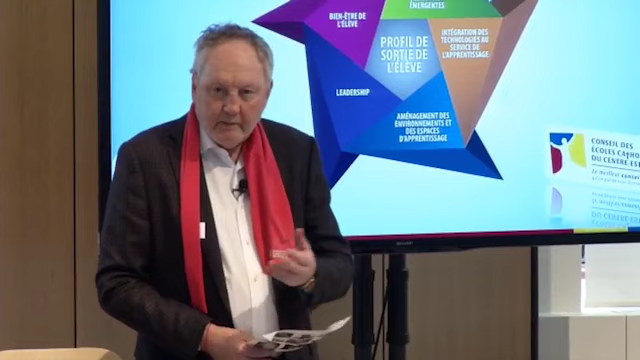 ÉMERGENTES
BIEN-ÊTRE DE
L'ÉLÈVE
INTÉGRATION DES
TECHNOLOGIES AU
SERVICE DE
L'APPRENTISSAGE
PROFIL DE
SORTIE DE
L'ÉLÈVE
LEADERSHIP
AMÉNAGEMENT DES
ENVIRONNEMENTS ET
DES ESPACES
D'APPRENTISSAGE
CONSEIL DES
ÉCOLES CATHO
DU CENTRE-EST